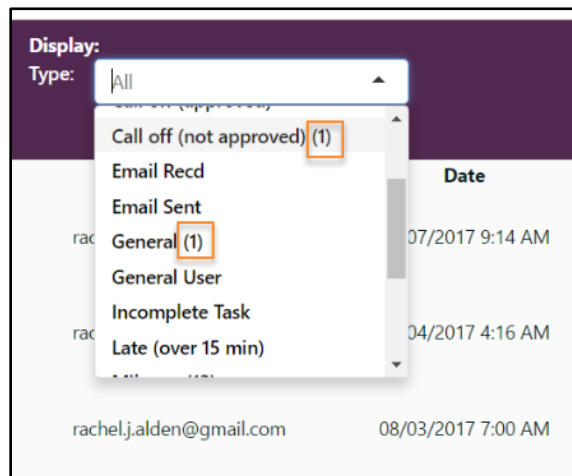 Display:
Type: All
Call off (not approved) (1)
Email Recd
Date
Email Sent
rac General (1) 07/2017 9:14 AM
General User
Incomplete Task
rac 04/2017 4:16 AM
Late (over 15 min)
rachel.j.alden@gmail.com 08/03/2017 7:00 AM